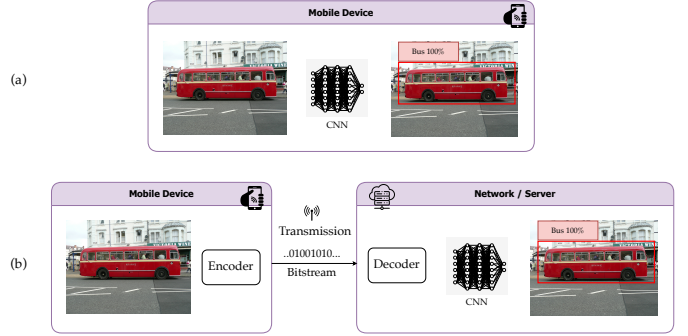 Mobile Device
(a)
Bus 100%
CNN
Mobile Device
Network / Server
(b)
Transmission
..01001010...
Bitstream
Encoder
Decoder
Bus 100%
CNN